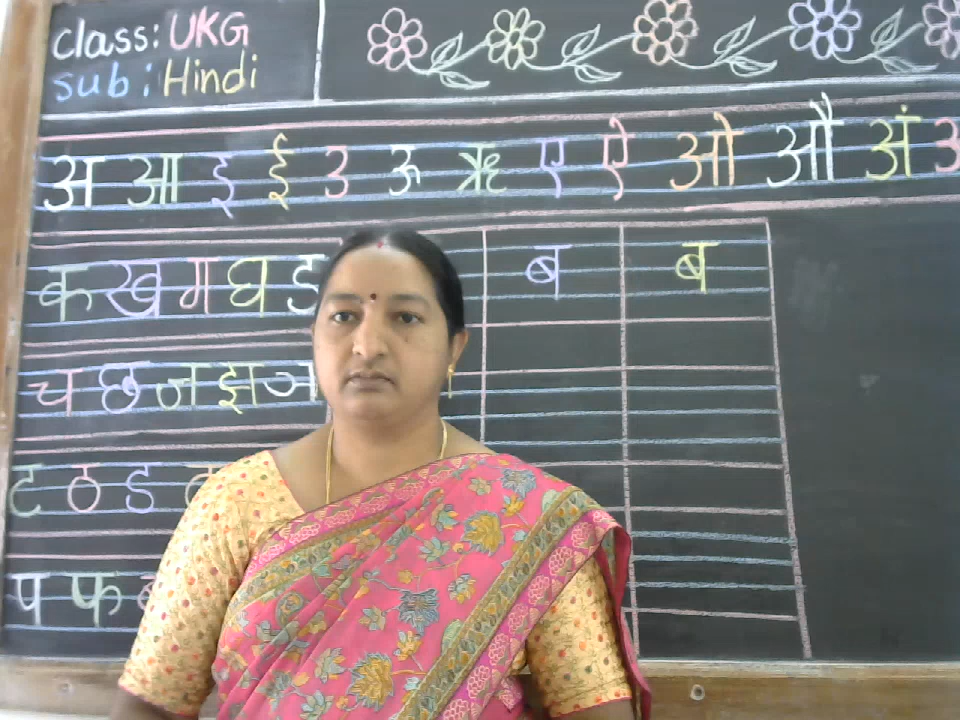 class: UKG
sub: Hindi
अ आ इ ई उ ऊ ऋ ए ऐ ओ औ अं
क ख ग घ ङ ब ब
च छ ज झ ञ
ट ठ ड
प फ